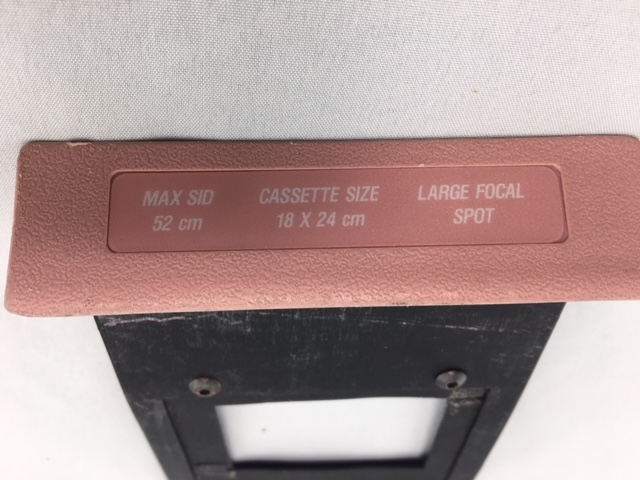 MAX SID
52 cm
CASSETTE SIZE
18 X 24 cm
LARGE FOCAL
SPOT